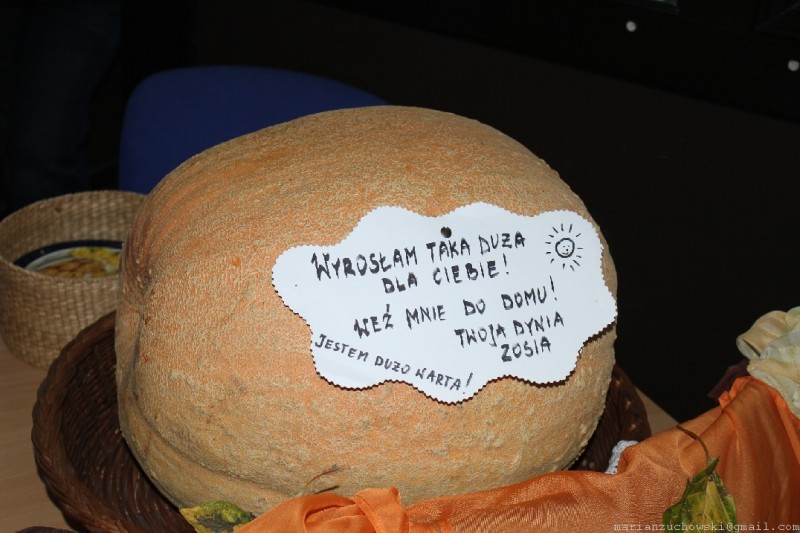 WYROSŁAM TAKA DUŻA
DLA CIEBIE!
WEŹ MNIE DO DOMU!
TWOJA DYNIA
ZOSIA
JESTEM DUŻO WARTA!
marianzuchowski@gmail.com